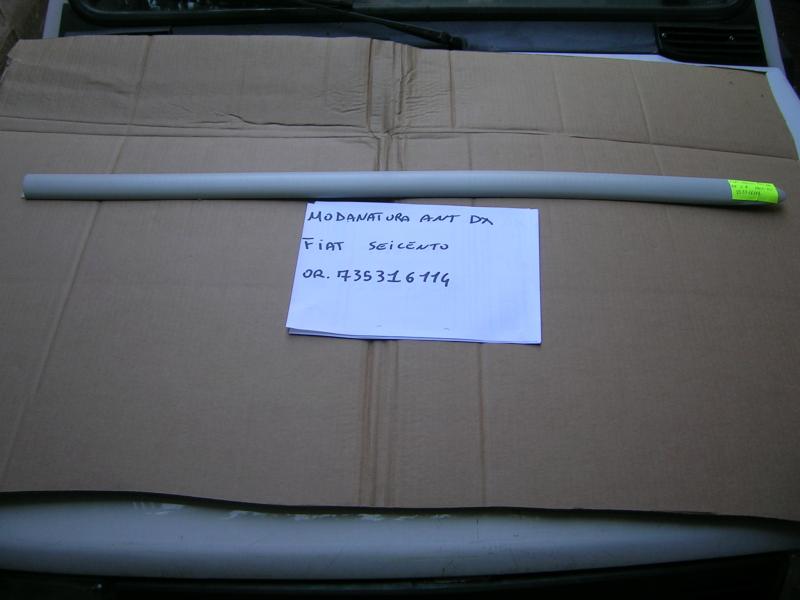 MODANATURA ANT DX
FIAT SEICENTO
OR. 735316114